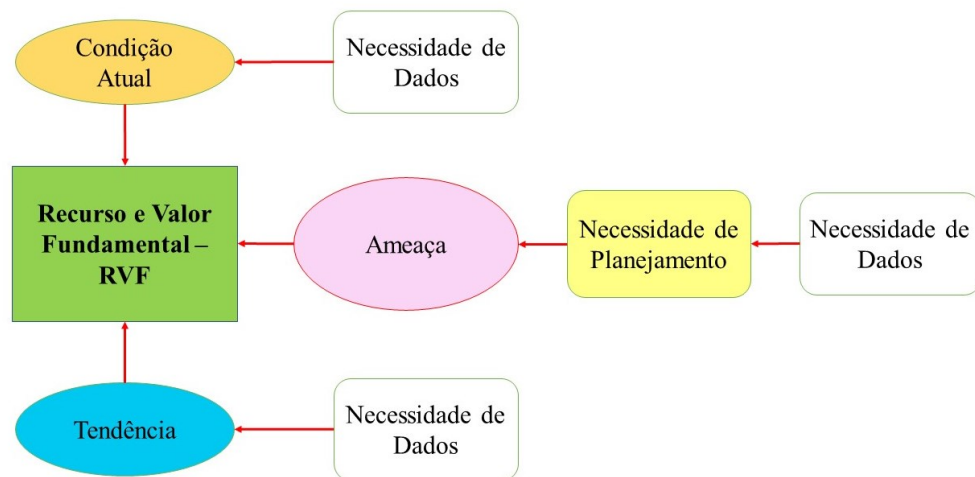 Condição
Atual
Necessidade de
Dados
Recurso e Valor
Fundamental –
RVF
Ameaça
Necessidade de
Planejamento
Necessidade de
Dados
Tendência
Necessidade de
Dados